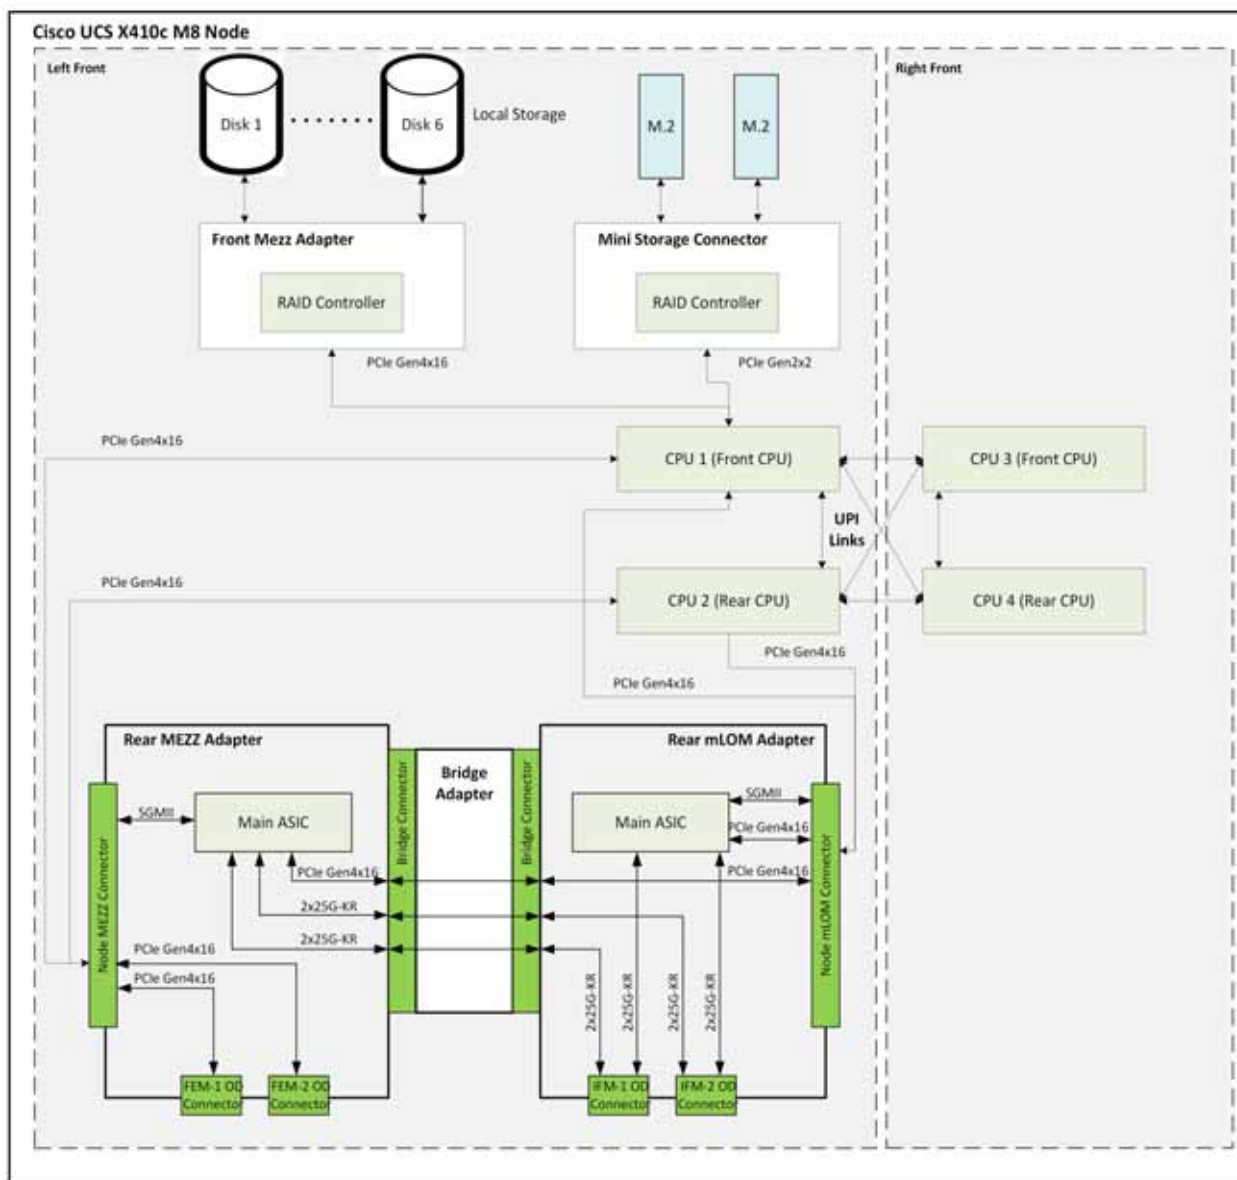 Cisco UCS X410c M8 Node
Left Front
Right Front
Disk 1
Disk 6
Local Storage
M.2
M.2
Front Mezz Adapter
RAID Controller
Mini Storage Connector
RAID Controller
PCIe Gen4x16
PCIe Gen2x2
PCIe Gen4x16
CPU 1 (Front CPU)
CPU 3 (Front CPU)
UPI
Links
PCIe Gen4x16
CPU 2 (Rear CPU)
CPU 4 (Rear CPU)
PCIe Gen4x16
PCIe Gen4x16
Rear MEZZ Adapter
Rear mLOM Adapter
Bridge
Adapter
Bridge Connector
Bridge Connector
SGMII
Main ASIC
Main ASIC
SGMII
PCIe Gen4x16
PCIe Gen4x16
PCIe Gen4x16
2x25G-KR
2x25G-KR
Node MEZZ Connector
Node mLOM Connector
PCIe Gen4x16
PCIe Gen4x16
2x25G-KR
2x25G-KR
2x25G-KR
2x25G-KR
FEM-1 OD
Connector
FEM-2 OD
Connector
IFM-1 OD
Connector
IFM-2 OD
Connector